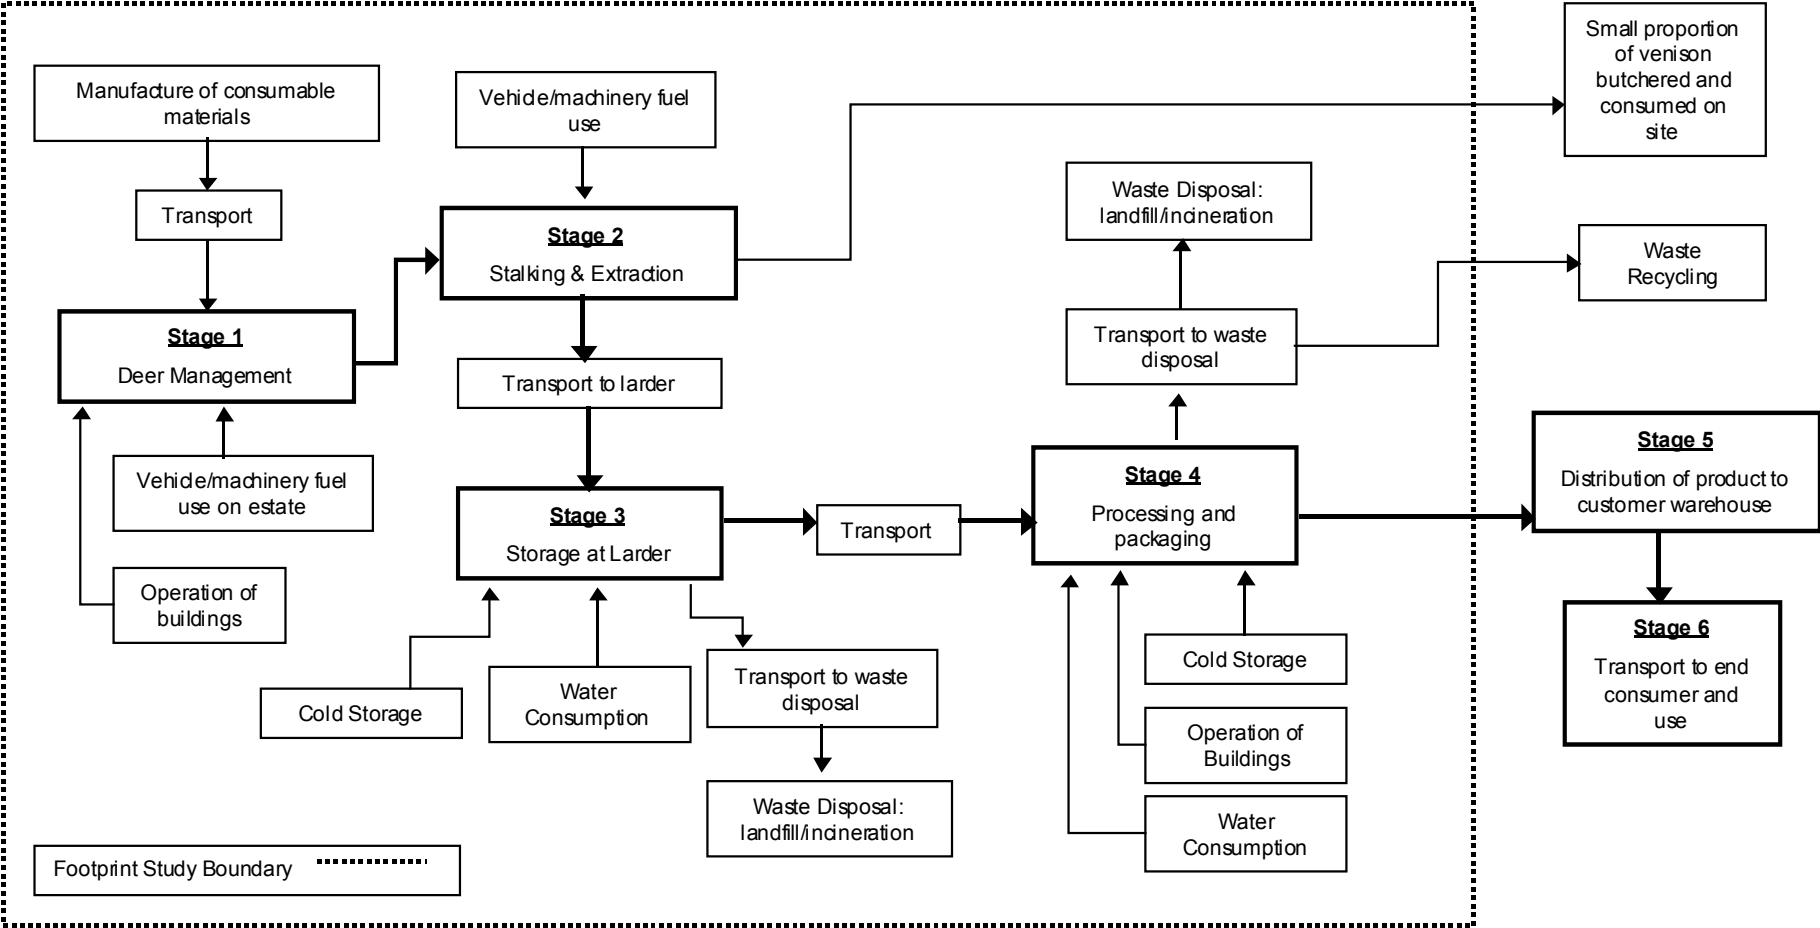 Manufacture of consumable
materials
Transport
Stage 1
Deer Management
Vehicle/machinery fuel
use on estate
Operation of
buildings
Vehicle/machinery fuel
use
Stage 2
Stalking & Extraction
Transport to larder
Stage 3
Storage at Larder
Cold Storage
Water
Consumption
Transport to waste
disposal
Waste Disposal:
landfill/incineration
Transport
Waste Disposal:
landfill/incineration
Transport to waste
disposal
Stage 4
Processing and
packaging
Cold Storage
Operation of
Buildings
Water
Consumption
Small proportion
of venison
butchered and
consumed on
site
Waste
Recycling
Stage 5
Distribution of product to
customer warehouse
Stage 6
Transport to end
consumer and
use
Footprint Study Boundary